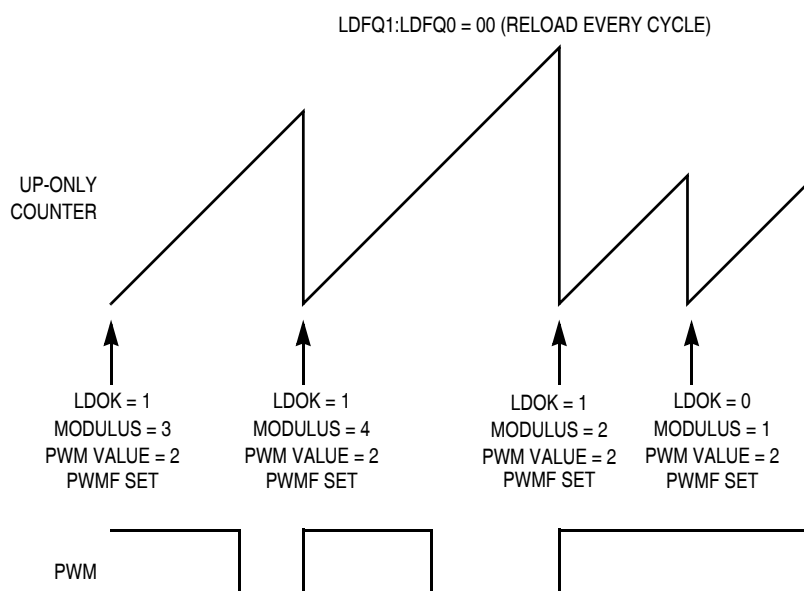 LDFQ1:LDFQ0 = 00 (RELOAD EVERY CYCLE)
UP-ONLY
COUNTER
LDOK = 1
MODULUS = 3
PWM VALUE = 2
PWMF SET
LDOK = 1
MODULUS = 4
PWM VALUE = 2
PWMF SET
LDOK = 1
MODULUS = 2
PWM VALUE = 2
PWMF SET
LDOK = 0
MODULUS = 1
PWM VALUE = 2
PWMF SET
PWM